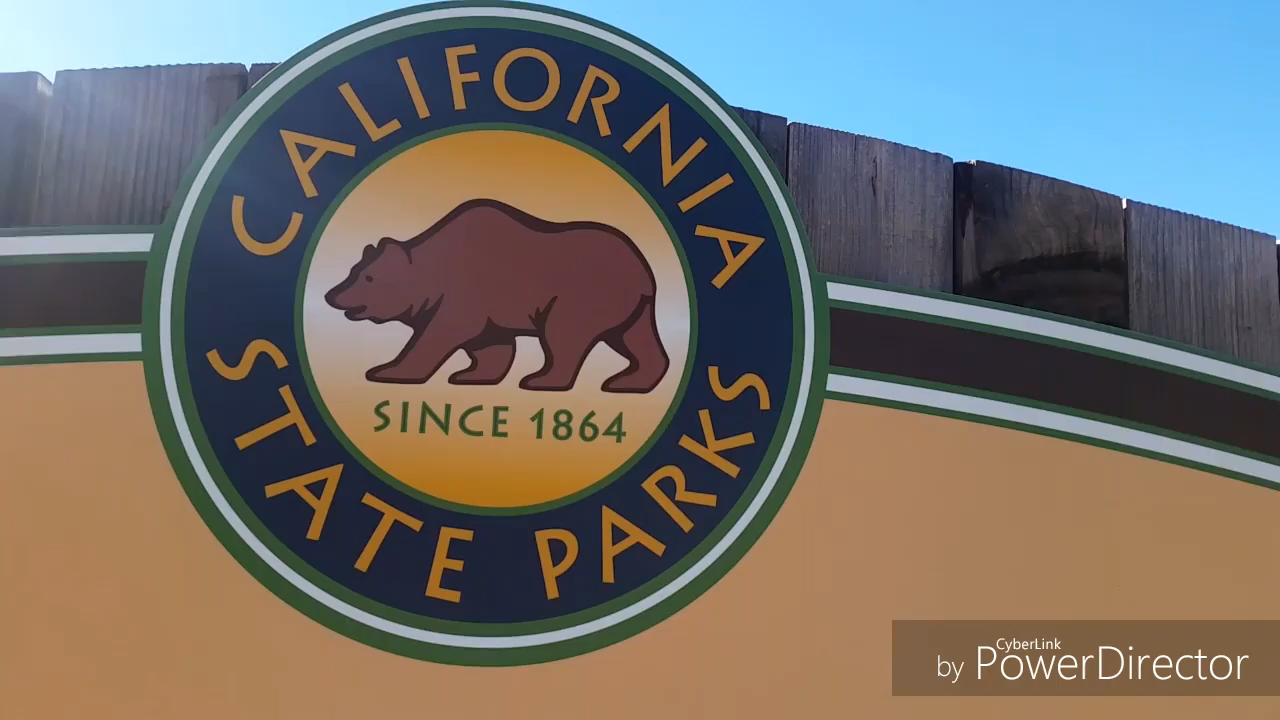 CALIFORNIA
SINCE 1864
STATE PARKS
CyberLink
by PowerDirector